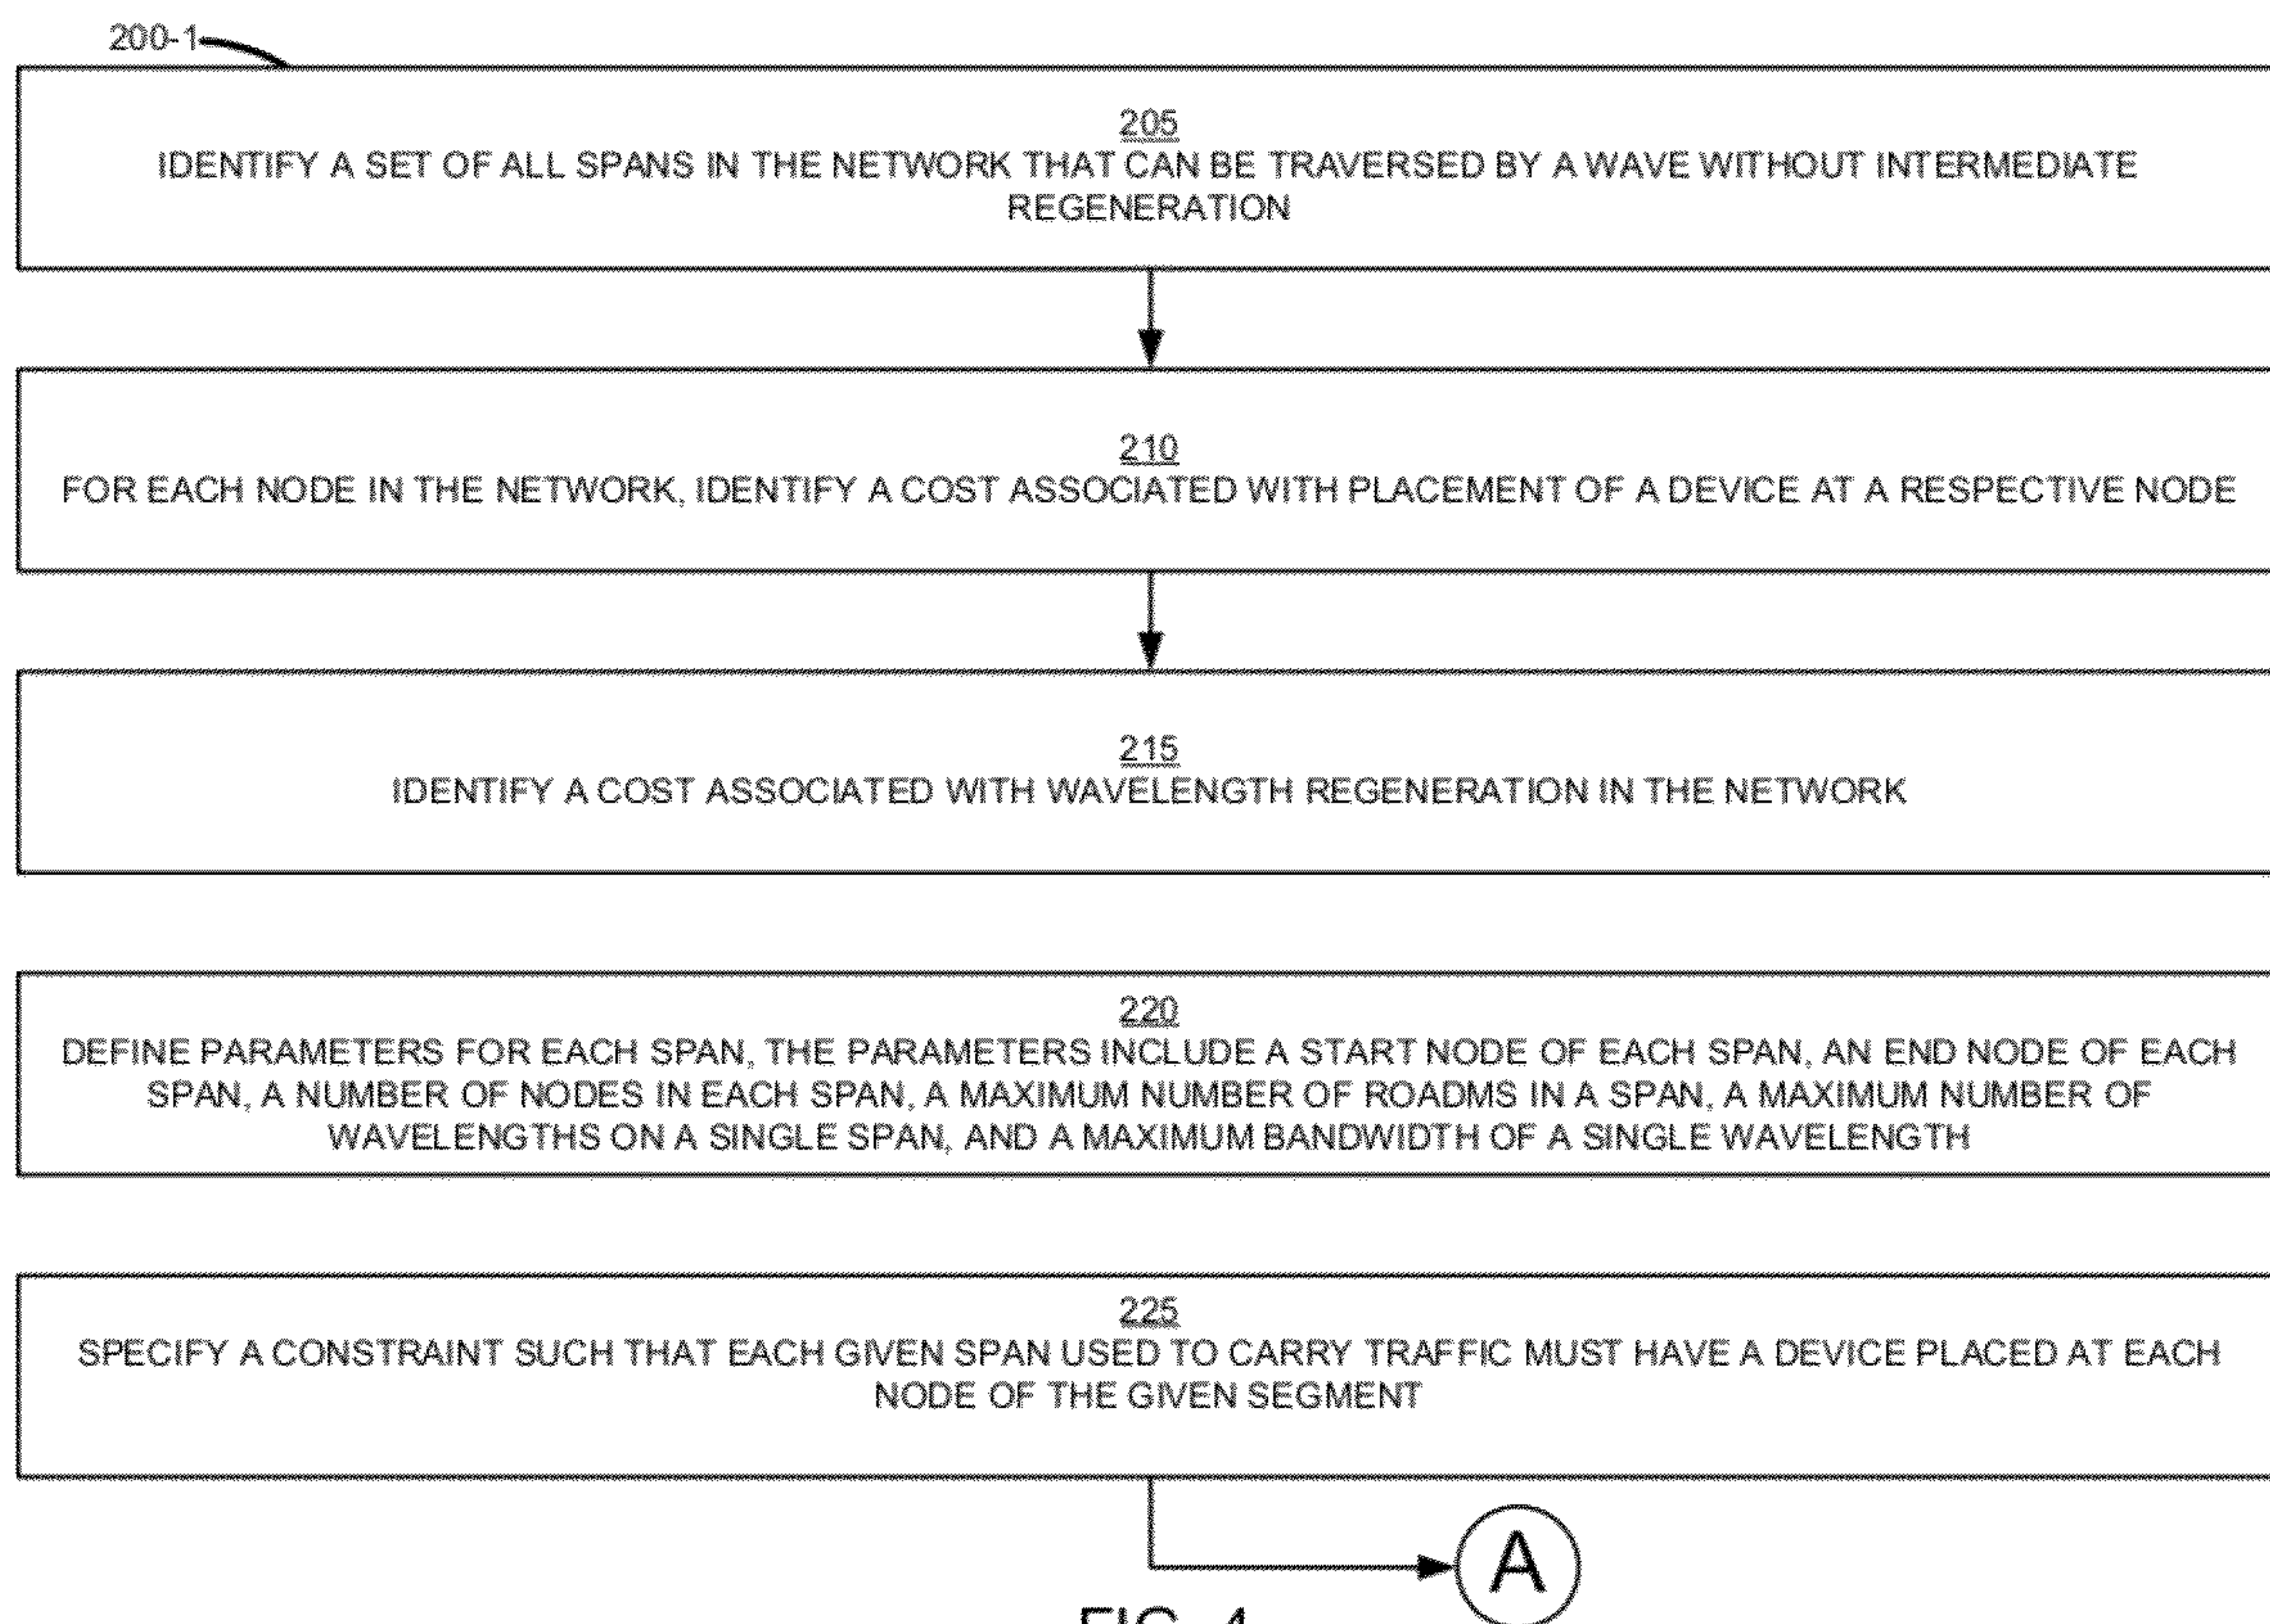 200-1
205
IDENTIFY A SET OF ALL SPANS IN THE NETWORK THAT CAN BE TRAVERSED BY A WAVE WITHOUT INTERMEDIATE
REGENERATION
210
FOR EACH NODE IN THE NETWORK, IDENTIFY A COST ASSOCIATED WITH PLACEMENT OF A DEVICE AT A RESPECTIVE NODE
215
IDENTIFY A COST ASSOCIATED WITH WAVELENGTH REGENERATION IN THE NETWORK
220
DEFINE PARAMETERS FOR EACH SPAN, THE PARAMETERS INCLUDE A START NODE OF EACH SPAN, AN END NODE OF EACH
SPAN, A NUMBER OF NODES IN EACH SPAN, A MAXIMUM NUMBER OF ROADMS IN A SPAN, A MAXIMUM NUMBER OF
WAVELENGTHS ON A SINGLE SPAN, AND A MAXIMUM BANDWIDTH OF A SINGLE WAVELENGTH
225
SPECIFY A CONSTRAINT SUCH THAT EACH GIVEN SPAN USED TO CARRY TRAFFIC MUST HAVE A DEVICE PLACED AT EACH
NODE OF THE GIVEN SEGMENT
A